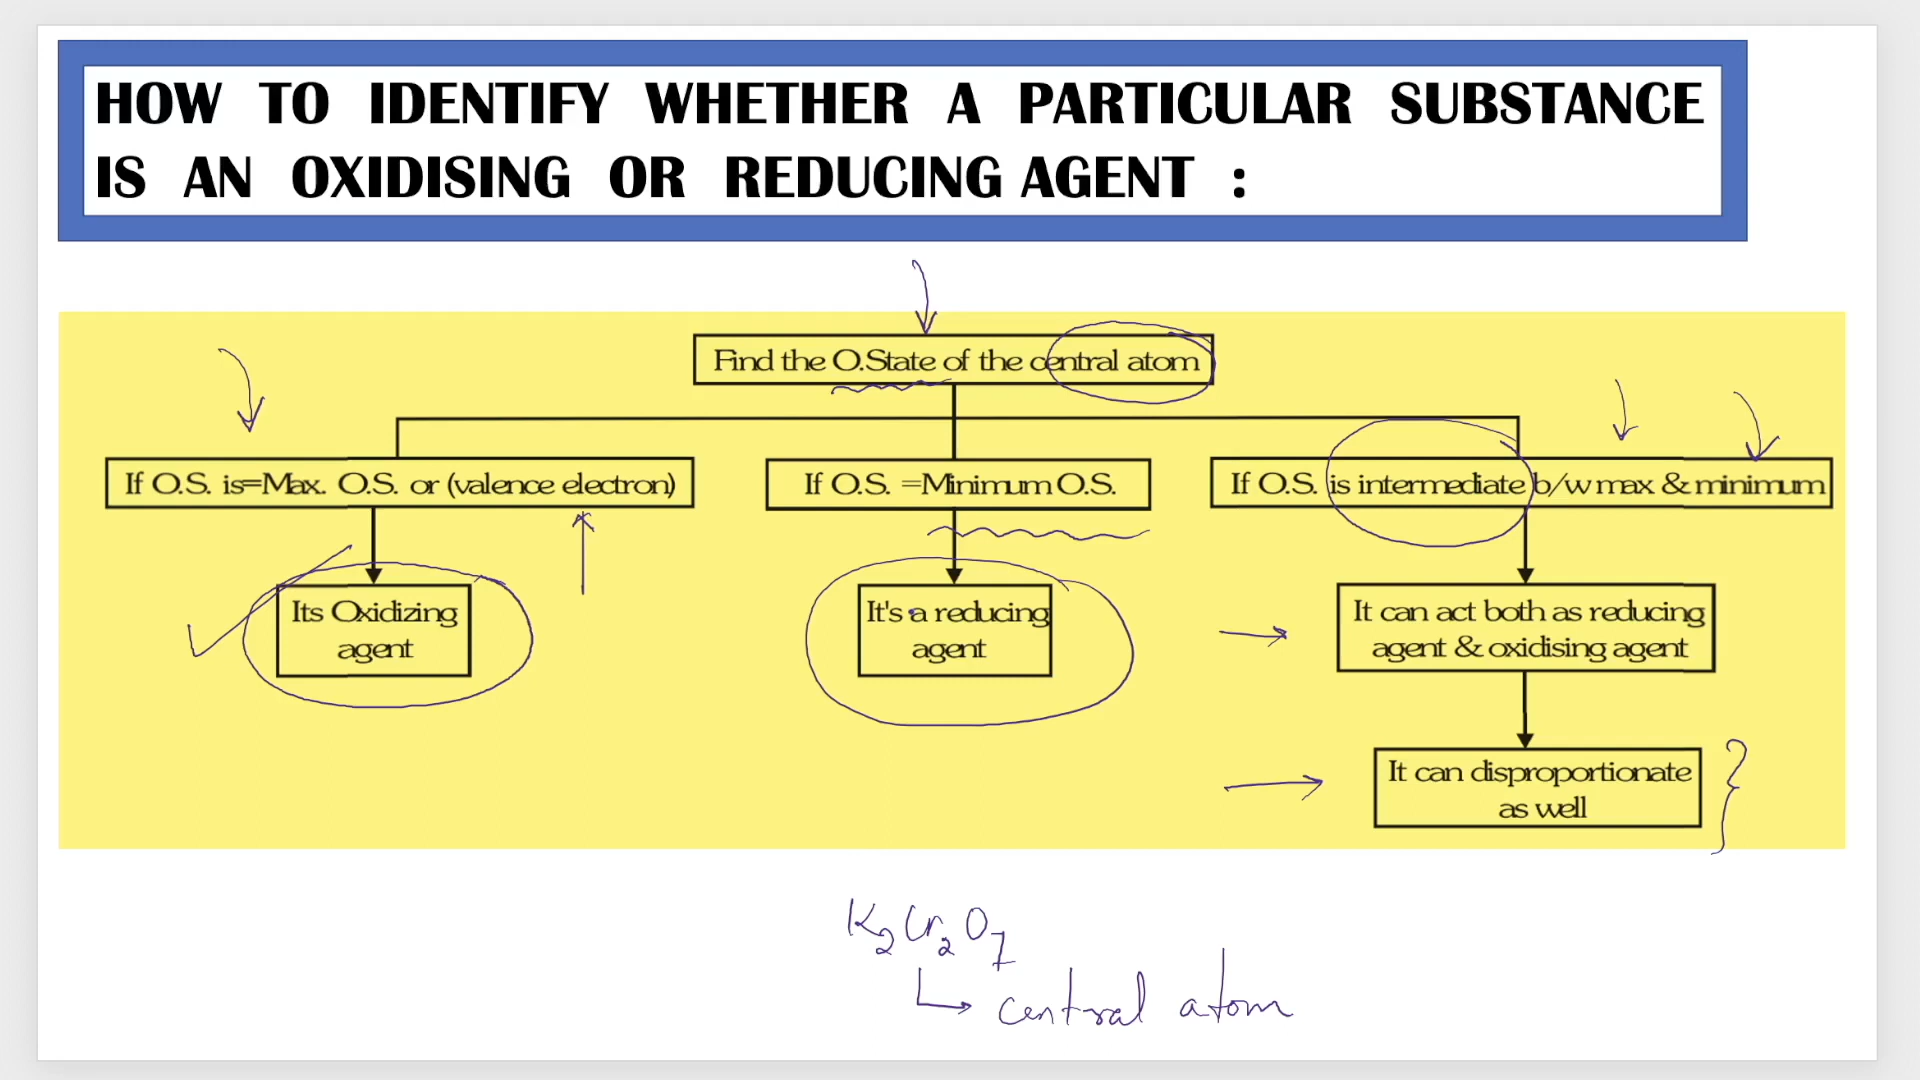 HOW TO IDENTIFY WHETHER A PARTICULAR SUBSTANCE
IS AN OXIDISING OR REDUCING AGENT :
Find the O.State of the central atom
If O.S. is=Max. O.S. or (valence electron)
If O.S. =Minimum O.S.
If O.S. is intermediate b/w max & minimum
Its Oxidizing
agent
It's a reducing
agent
It can act both as reducing
agent & oxidising agent
It can disproportionate
as well
K₂Cr₂O₇
central atom